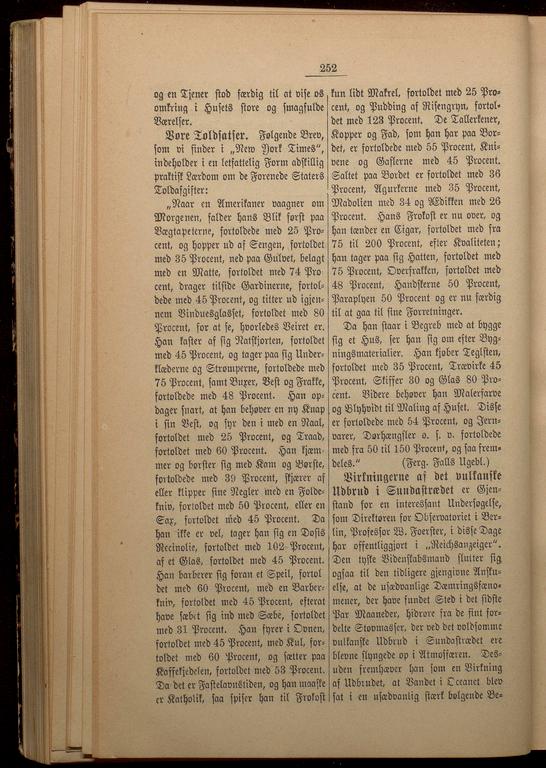 252
og en Tjener stod færdig til at vise os
omkring i Husets store og smagfulde
Værelser.
Vore Toldsatser. Følgende Brev,
som vi finder i „New York Times“,
indeholder i en letfattelig Form adskillig
praktisk Lærdom om de Forenede Staters
Toldafgifter:
„Naar en Amerikaner vaagner om
Morgenen, falder hans Blik først paa
Vægtapeterne, fortoldede med 25 Pro-
cent, og hopper ud af Sengen, fortoldet
med 35 Procent, ned paa Gulvet, belagt
med en Matte, fortoldet med 74 Pro
cent, drager tilside Gardinerne, fortol-
dede med 45 Procent, og titter ud igjen-
nem Vinduesglasset, fortoldet med 80
Procent, for at se, hvorledes Veiret er.
Han kaster af sig Natskjorten, fortoldet
med 45 Procent, og tager paa sig Under-
klæderne og Strømperne, fortoldede med
75 Procent, samt Buxer, Vest og Frakke,
fortoldede med 48 Procent. Han op-
dager snart, at han behøver en ny Knap
i sin Vest, og syr den i med en Naal,
fortoldet med 25 Procent, og Traad,
fortoldet med 60 Procent. Han kjæm-
mer og børster sig med Kam og Børste,
fortoldede med 39 Procent, skjærer af
eller klipper sine Negler med en Folde-
kniv, fortoldet med 50 Procent, eller en
Sax, fortoldet med 45 Procent. Da
han ikke er vel, tager han sig en Dosis
Recinolie, fortoldet med 102 Procent,
af et Glas, fortoldet med 45 Procent.
Han barberer sig foran et Speil, fortol
det med 60 Procent, med en Barber-
kniv, fortoldet med 45 Procent, efterat
have sæbet sig ind med Sæbe, fortoldet
med 31 Procent. Han fyrer i Ovnen,
fortoldet med 45 Procent, med Kul, for-
toldet med 60 Procent, og sætter paa
Kaffekjedelen, fortoldet med 53 Procent.
Da det er Fastelavnstiden, og han maaske
er Katholik, saa spiser han til Frokost
kun lidt Makrel, fortoldet med 25 Pro-
cent, og Pudding af Risengryn, fortol-
det med 123 Procent. De Tallerkener,
Kopper og Fad, som han har paa Bor-
det, er fortoldede med 55 Procent, Kni-
vene og Gaflerne med 45 Procent.
Saltet paa Bordet er fortoldet med 36
Procent, Agurkerne med 35 Procent,
Madolien med 34 og Ædikken med 26
Procent. Hans Frokost er nu over, og
han tænder en Cigar, fortoldet med fra
75 til 200 Procent, efter Kvaliteten;
han tager paa sig Hatten, fortoldet med
75 Procent, Overfrakken, fortoldet med
48 Procent, Handskerne 50 Procent,
Paraplyen 50 Procent og er nu færdig
til at gaa til sine Forretninger.
Da han staar i Begreb med at bygge
sig et Hus, ser han sig om efter Byg-
ningsmaterialier. Han kjøber Teglsten,
fortoldet med 35 Procent, Trævirke 45
Procent, Skiffer 30 og Glas 80 Pro-
cent. Videre behøver han Malerfarve
og Blyhvidt til Maling af Huset. Disse
er fortoldede med 54 Procent, og Jern-
varer, Dørhængsler o. s. v. fortoldede
med fra 50 til 150 Procent, og saa frem-
deles.“ (Ferg. Falls Ugebl.)
Virkningerne af det vulkanske
Udbrud i Sundastrædet er Gjen-
stand for en interessant Undersøgelse,
som Direktøren for Observatoriet i Ber-
lin, Professor W. Foerster, i disse Dage
har offentliggjort i „Reichsanzeiger“.
Den tyske Videnskabsmand slutter sig
ogsaa til den tidligere gjengivne Ansku-
else, at de usædvanlige Dæmringsfæno-
mener, der have fundet Sted i det sidste
Par Maaneder, hidrøre fra de fint for-
delte Støvmasser, der ved det voldsomme
vulkanske Udbrud i Sundastrædet ere
blevne slyngede op i Atmosfæren. Des-
uden fremhæver han som en Virkning
af Udbrudet, at Vandet i Oceanet blev
sat i en usædvanlig stærk bølgende Be-